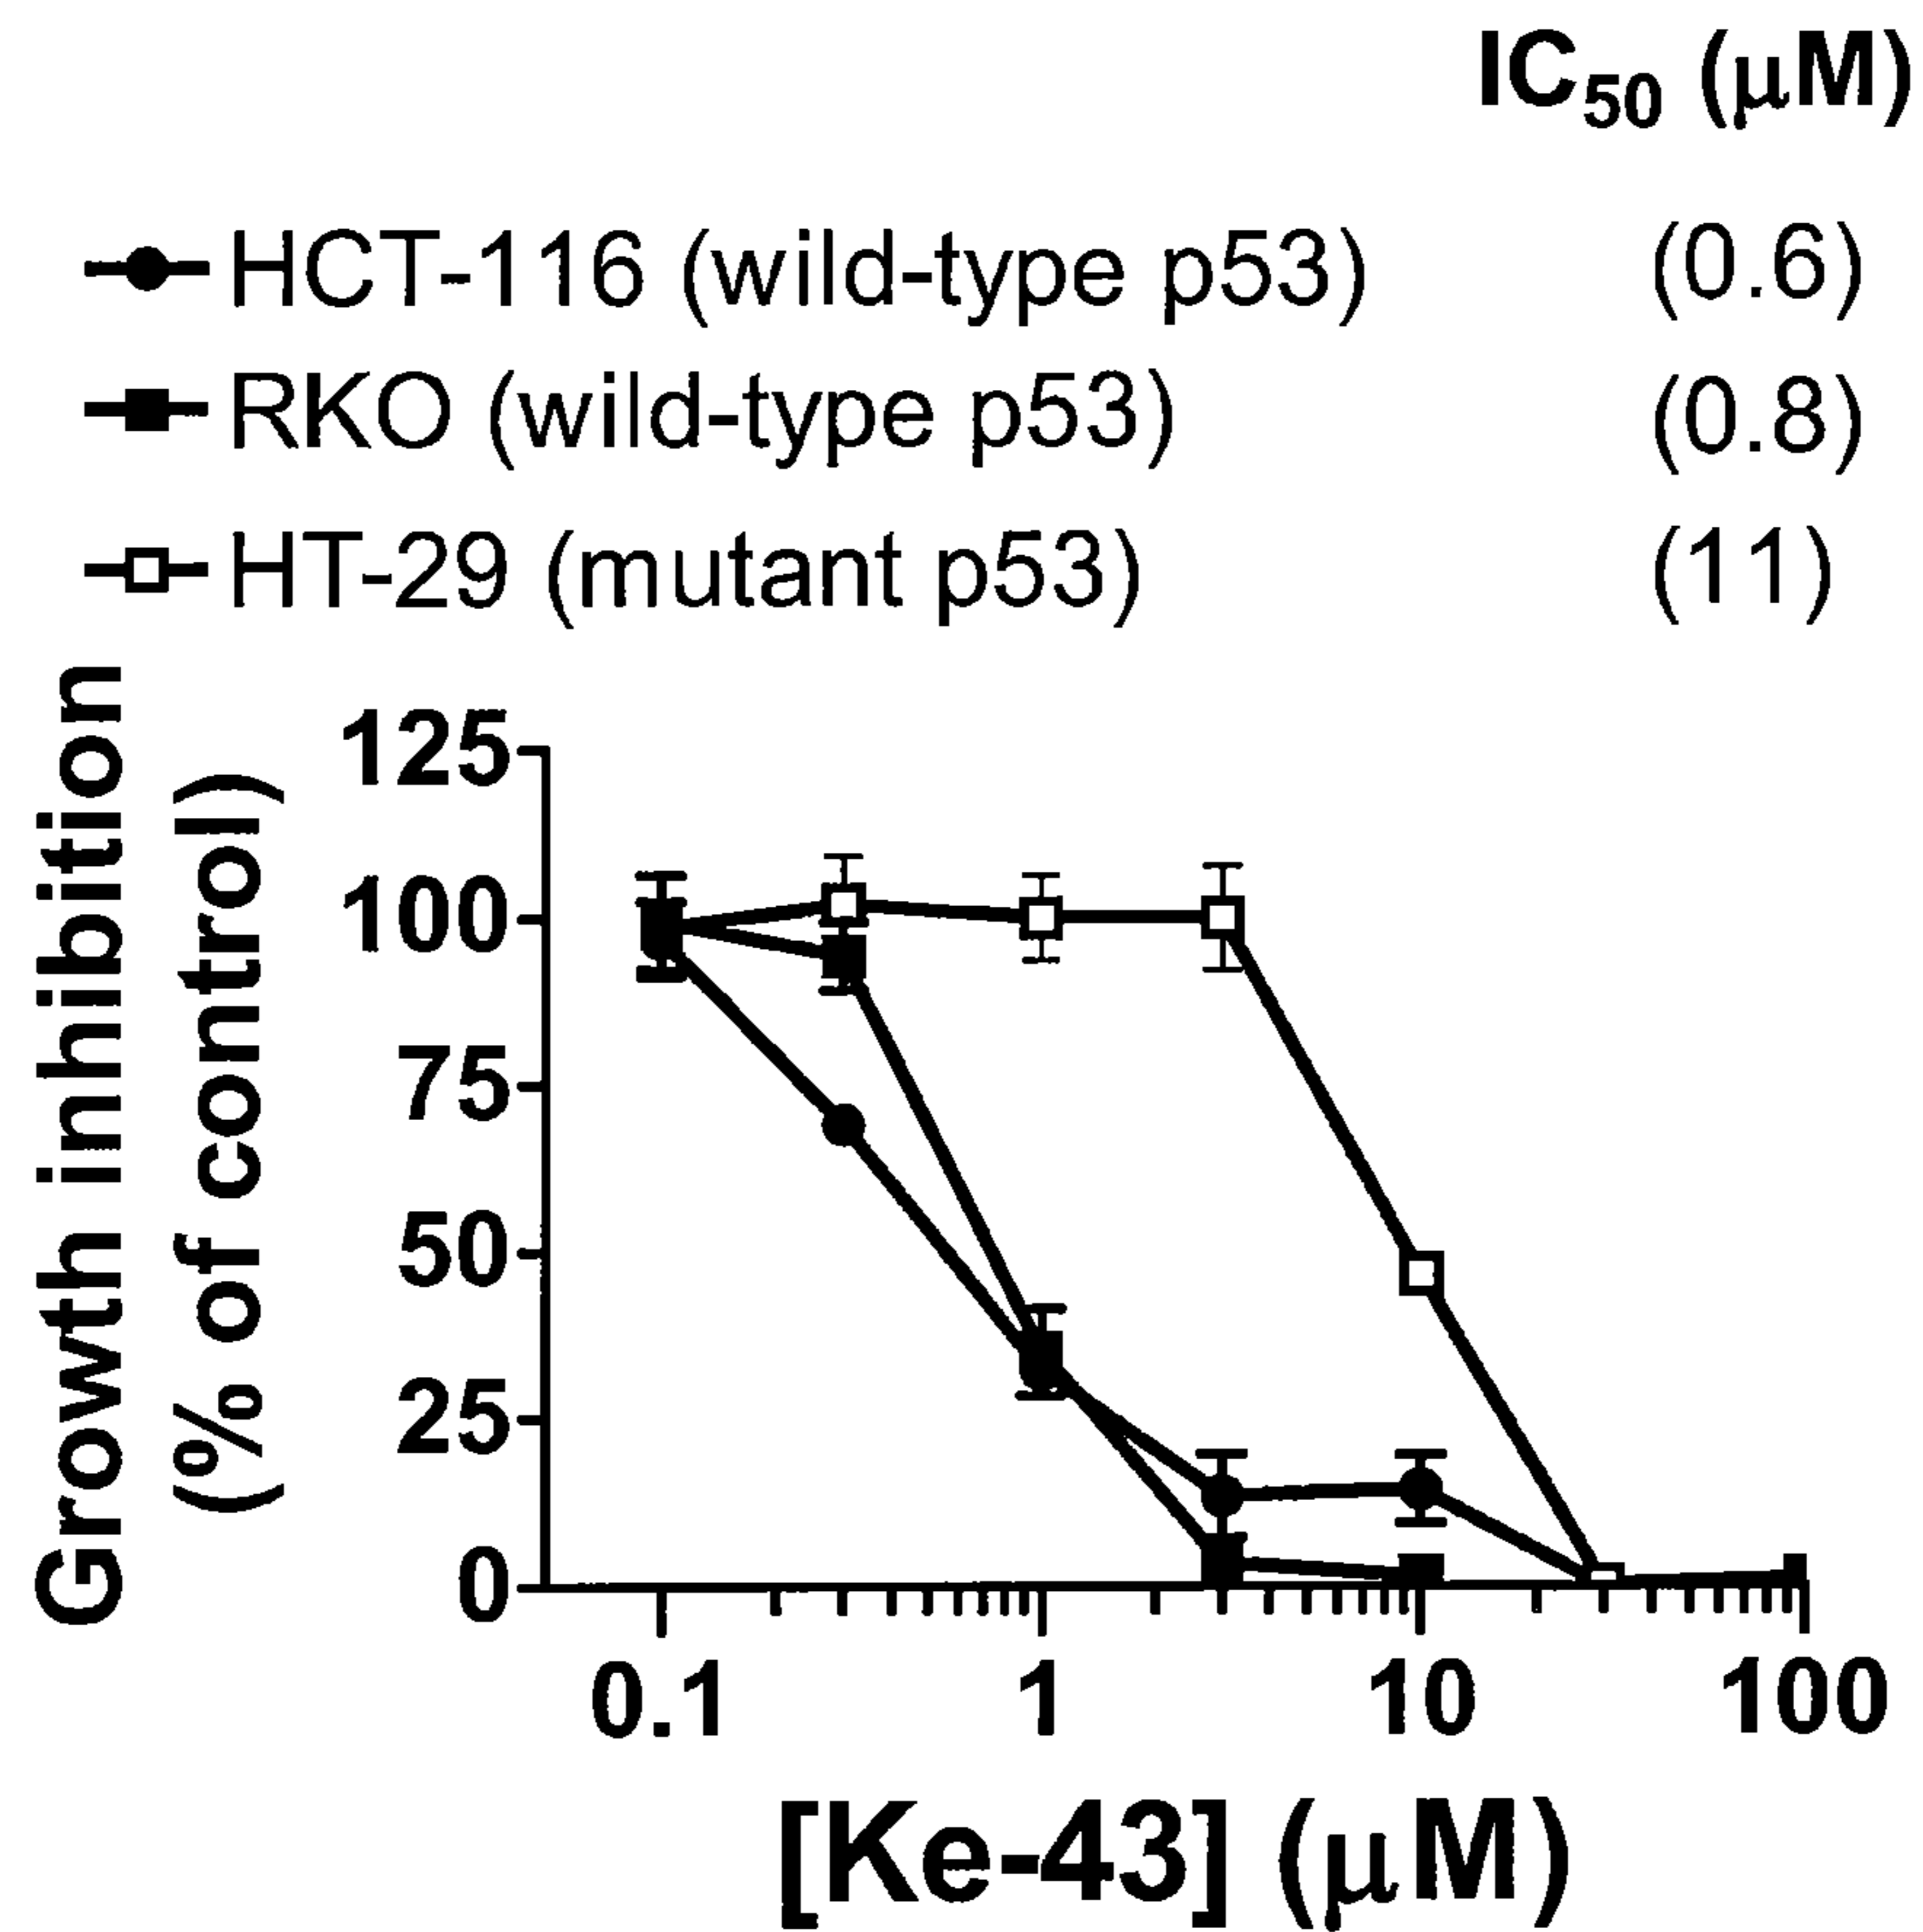 IC50 (μM)
HCT-116 (wild-type p53) (0.6)
RKO (wild-type p53) (0.8)
HT-29 (mutant p53) (11)
Growth inhibition
(% of control)
125
100
75
50
25
0
0.1 1 10 100
[Ke-43] (μM)